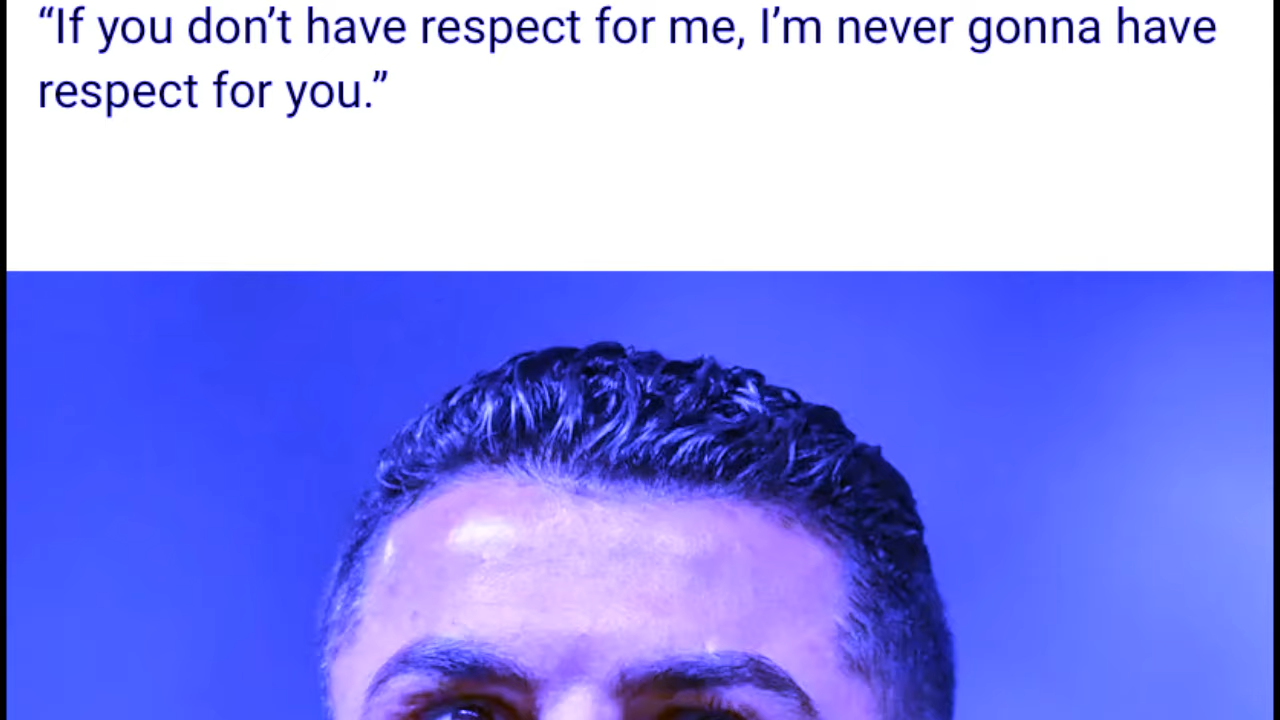 “If you don’t have respect for me, I’m never gonna have
respect for you.”